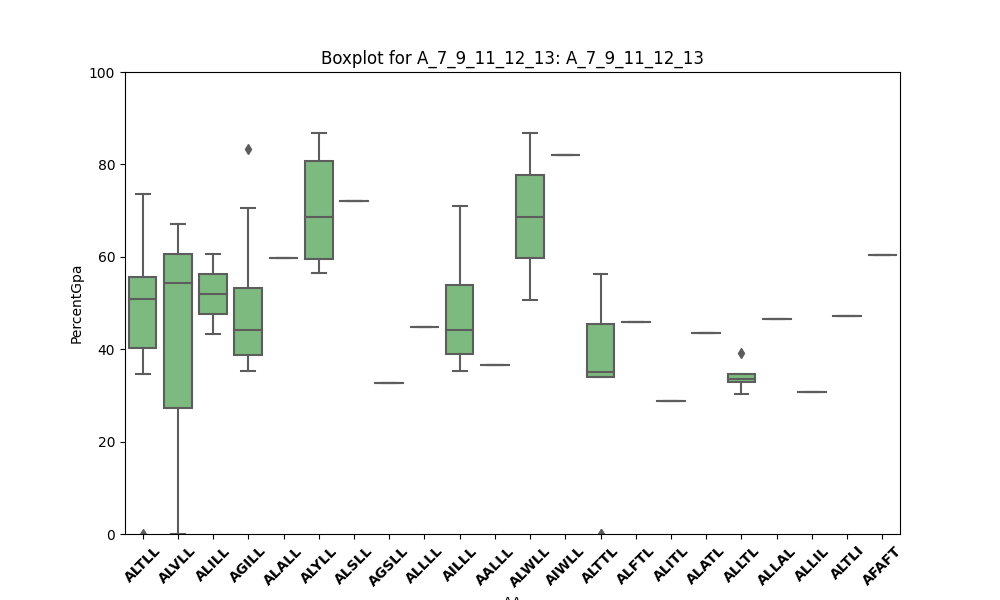 Boxplot for A_7_9_11_12_13: A_7_9_11_12_13
100
80
60
40
20
0
PercentGpa
ALTLL ALVLL ALILL AGILL ALALL ALYLL ALSLL AGSLL ALLLL AILLL AALLL ALWLL AIWLL ALTTL ALFTL ALITL ALATL ALLTL ALLAL ALLIL ALTLI AFAFT
AA